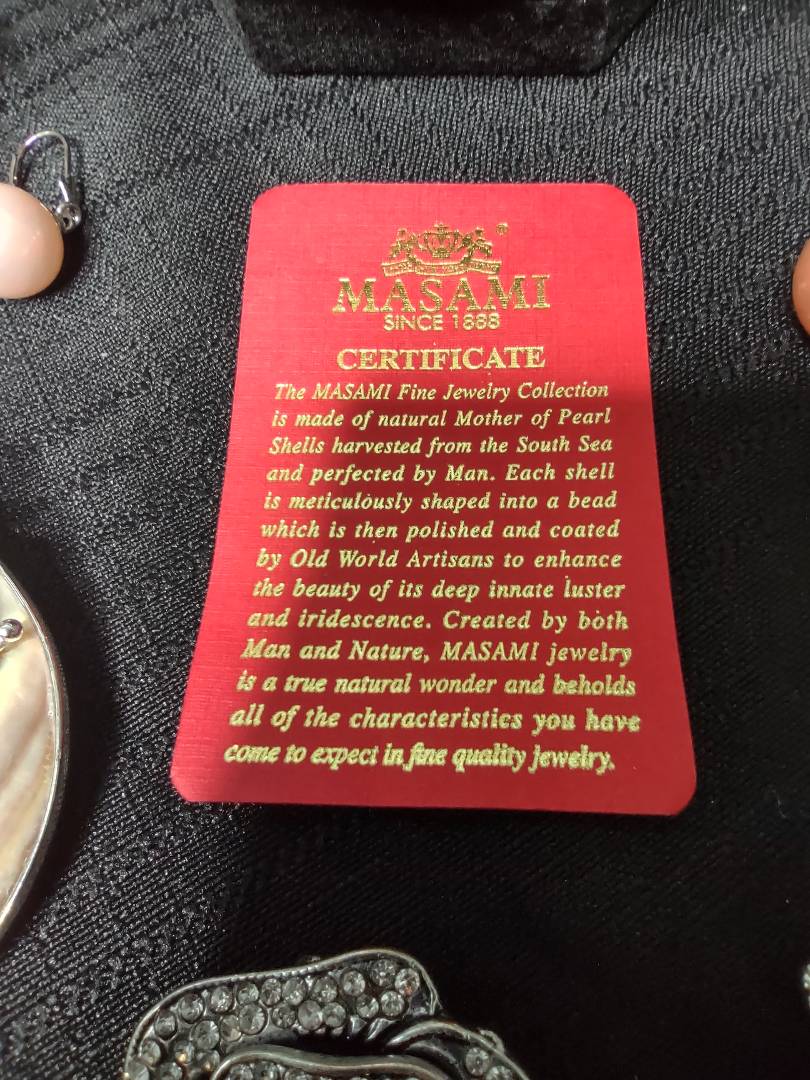 MASAMI
SINCE 1888
CERTIFICATE
The MASAMI Fine Jewelry Collection
is made of natural Mother of Pearl
Shells harvested from the South Sea
and perfected by Man. Each shell
is meticulously shaped into a bead
which is then polished and coated
by Old World Artisans to enhance
the beauty of its deep innate luster
and iridescence. Created by both
Man and Nature, MASAMI jewelry
is a true natural wonder and beholds
all of the characteristics you have
come to expect in fine quality jewelry.